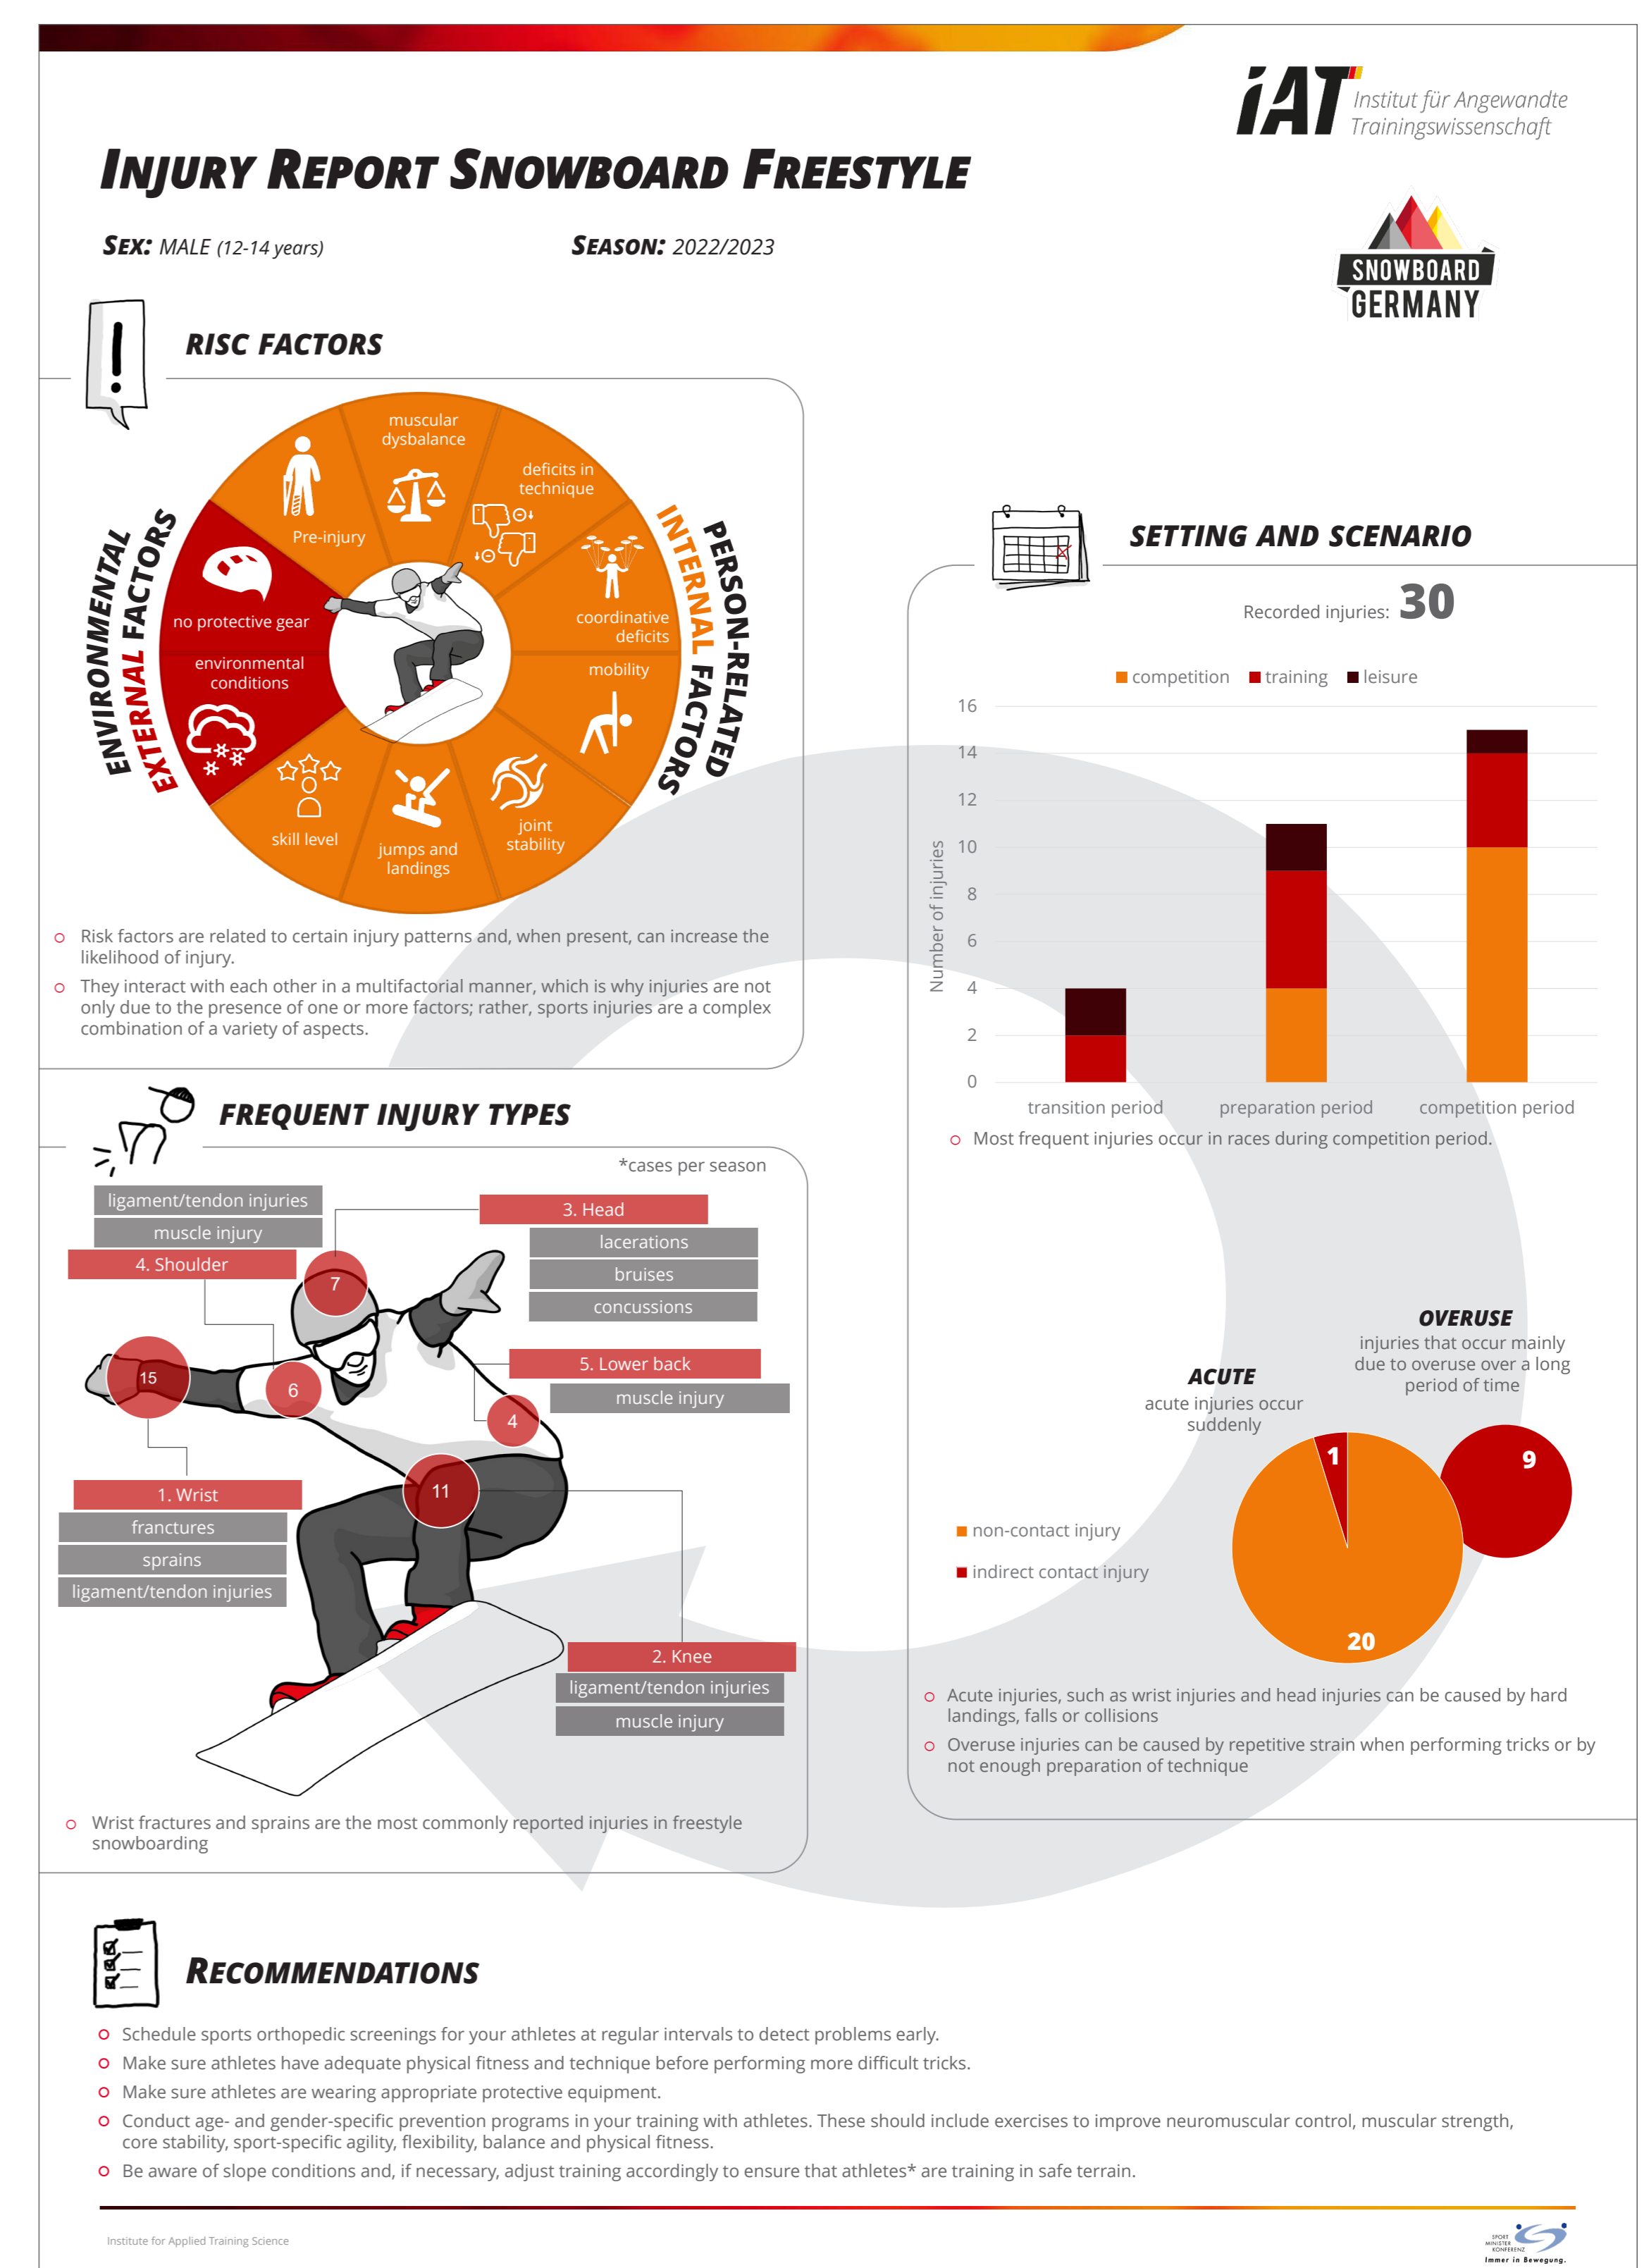 iAT Institut für Angewandte
Trainingswissenschaft
INJURY REPORT SNOWBOARD FREESTYLE
SEX: MALE (12-14 years)
SEASON: 2022/2023
SNOWBOARD
GERMANY
RISC FACTORS
muscular
dysbalance
deficits in
technique
Pre-injury
coordinative
deficits
no protective gear
environmental
conditions
mobility
skill level
jumps and
landings
joint
stability
ENVIRONMENTAL
EXTERNAL FACTORS
INTERNAL FACTORS
PERSON-RELATED
Risk factors are related to certain injury patterns and, when present, can increase the
likelihood of injury.
They interact with each other in a multifactorial manner, which is why injuries are not
only due to the presence of one or more factors; rather, sports injuries are a complex
combination of a variety of aspects.
FREQUENT INJURY TYPES
*cases per season
ligament/tendon injuries
muscle injury
4. Shoulder
3. Head
lacerations
bruises
concussions
7
15
6
5. Lower back
muscle injury
4
11
1. Wrist
franctures
sprains
ligament/tendon injuries
2. Knee
ligament/tendon injuries
muscle injury
Wrist fractures and sprains are the most commonly reported injuries in freestyle
snowboarding
SETTING AND SCENARIO
Recorded injuries: 30
competition training leisure
16
14
12
10
8
6
4
2
0
Number of injuries
transition period preparation period competition period
Most frequent injuries occur in races during competition period.
OVERUSE
injuries that occur mainly
due to overuse over a long
period of time
ACUTE
acute injuries occur
suddenly
1
9
20
non-contact injury
indirect contact injury
Acute injuries, such as wrist injuries and head injuries can be caused by hard
landings, falls or collisions
Overuse injuries can be caused by repetitive strain when performing tricks or by
not enough preparation of technique
RECOMMENDATIONS
Schedule sports orthopedic screenings for your athletes at regular intervals to detect problems early.
Make sure athletes have adequate physical fitness and technique before performing more difficult tricks.
Make sure athletes are wearing appropriate protective equipment.
Conduct age- and gender-specific prevention programs in your training with athletes. These should include exercises to improve neuromuscular control, muscular strength,
core stability, sport-specific agility, flexibility, balance and physical fitness.
Be aware of slope conditions and, if necessary, adjust training accordingly to ensure that athletes* are training in safe terrain.
Institute for Applied Training Science
SPORT
MINISTER
KONFERENZ
Immer in Bewegung.